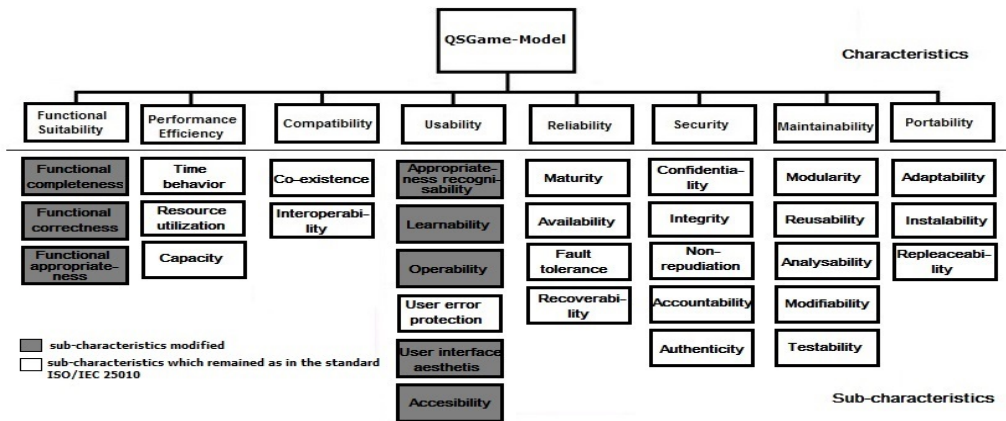 QSGame-Model
Characteristics
Functional
Suitability
Performance
Efficiency
Compatibility
Usability
Reliability
Security
Maintainability
Portability
Functional
completeness
Functional
correctness
Functional
appropriate-
ness
Time
behavior
Resource
utilization
Capacity
Co-existence
Interoperabi-
lity
Appropriate-
ness recogni-
sability
Learnability
Operability
User error
protection
User interface
aesthetis
Accesibility
Maturity
Availability
Fault
tolerance
Recoverabi-
lity
Confidentia-
lity
Integrity
Non-
repudiation
Accountability
Authenticity
Modularity
Reusability
Analysability
Modifiability
Testability
Adaptability
Instalability
Repleaceabi-
lity
sub-characteristics modified
sub-characteristics which remained as in the standard
ISO/IEC 25010
Sub-characteristics